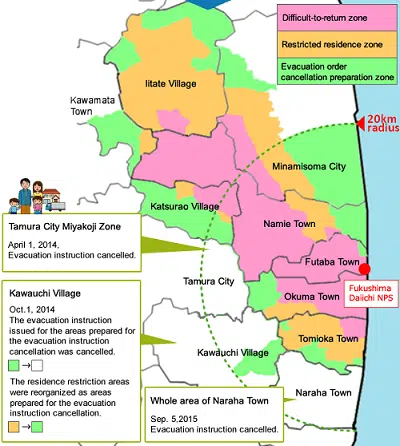 Difficult-to-return zone
Restricted residence zone
Evacuation order
cancellation preparation zone
Iitate Village
Kawamata
Town
20km
radius
Minamisoma City
Katsurao Village
Tamura City Miyakoji Zone
April 1, 2014,
Evacuation instruction cancelled.
Namie Town
Futaba Town
Tamura City
Okuma Town
Fukushima
Daiichi NPS
Kawauchi Village
Oct.1, 2014
The evacuation instruction
issued for the areas prepared for
the evacuation instruction
cancellation was cancelled.
→
The residence restriction areas
were reorganized as areas
prepared for the evacuation
instruction cancellation.
→
Tomioka Town
Kawauchi Village
Naraha Town
Whole area of Naraha Town
Sep. 5,2015
Evacuation instruction cancelled.